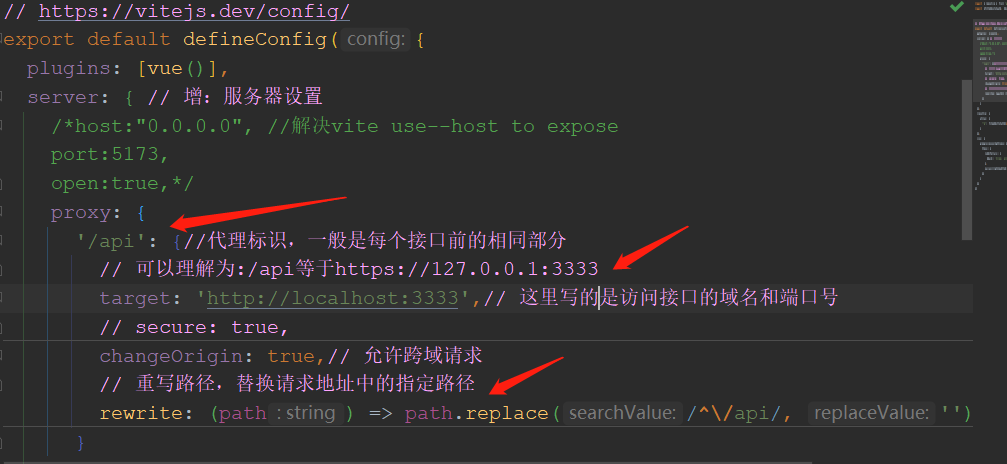 // https://vitejs.dev/config/
export default defineConfig( config: {
plugins: [vue()],
server: { // 增: 服务器设置
/*host:"0.0.0.0", //解决vite use--host to expose
port:5173,
open:true,*/
proxy: {
'/api': {//代理标识，一般是每个接口前的相同部分
// 可以理解为:/api等于https://127.0.0.1:3333
target: 'http://localhost:3333',// 这里写的是访问接口的域名和端口号
// secure: true,
changeOrigin: true,// 允许跨域请求
// 重写路径，替换请求地址中的指定路径
rewrite: (path : string ) => path.replace( searchValue: /^\/api/, replaceValue: '')
}